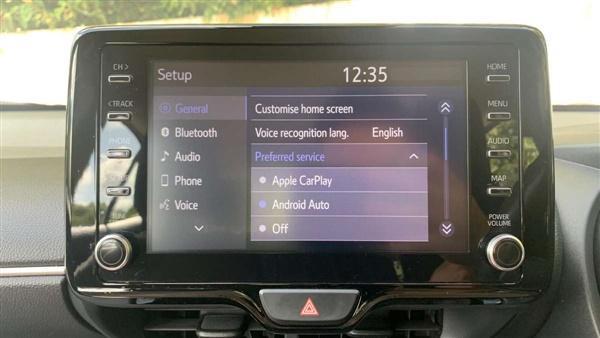 Setup 12:35
General
Bluetooth
Audio
Phone
Voice
Customise home screen
Voice recognition lang. English
Preferred service
Apple CarPlay
Android Auto
Off
CH >
< TRACK
PHONE
TUNE
HOME
MENU
AUDIO
MAP
POWER
VOLUME